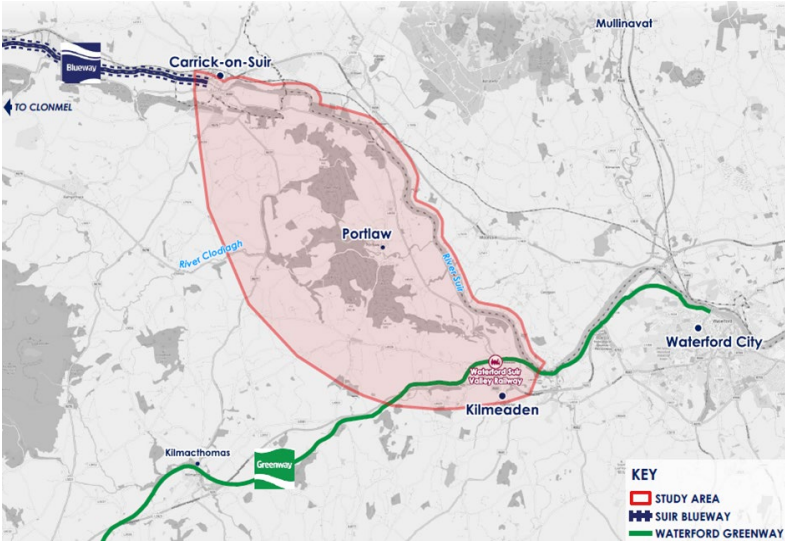 Mullinavat
Blueway
Carrick-on-Suir
TO CLONMEL
Portlaw
River Clodiagh
River Suir
Waterford City
Waterford Suir
Valley Railway
Kilmeaden
Kilmacthomas
Greenway
KEY
STUDY AREA
SUIR BLUEWAY
WATERFORD GREENWAY